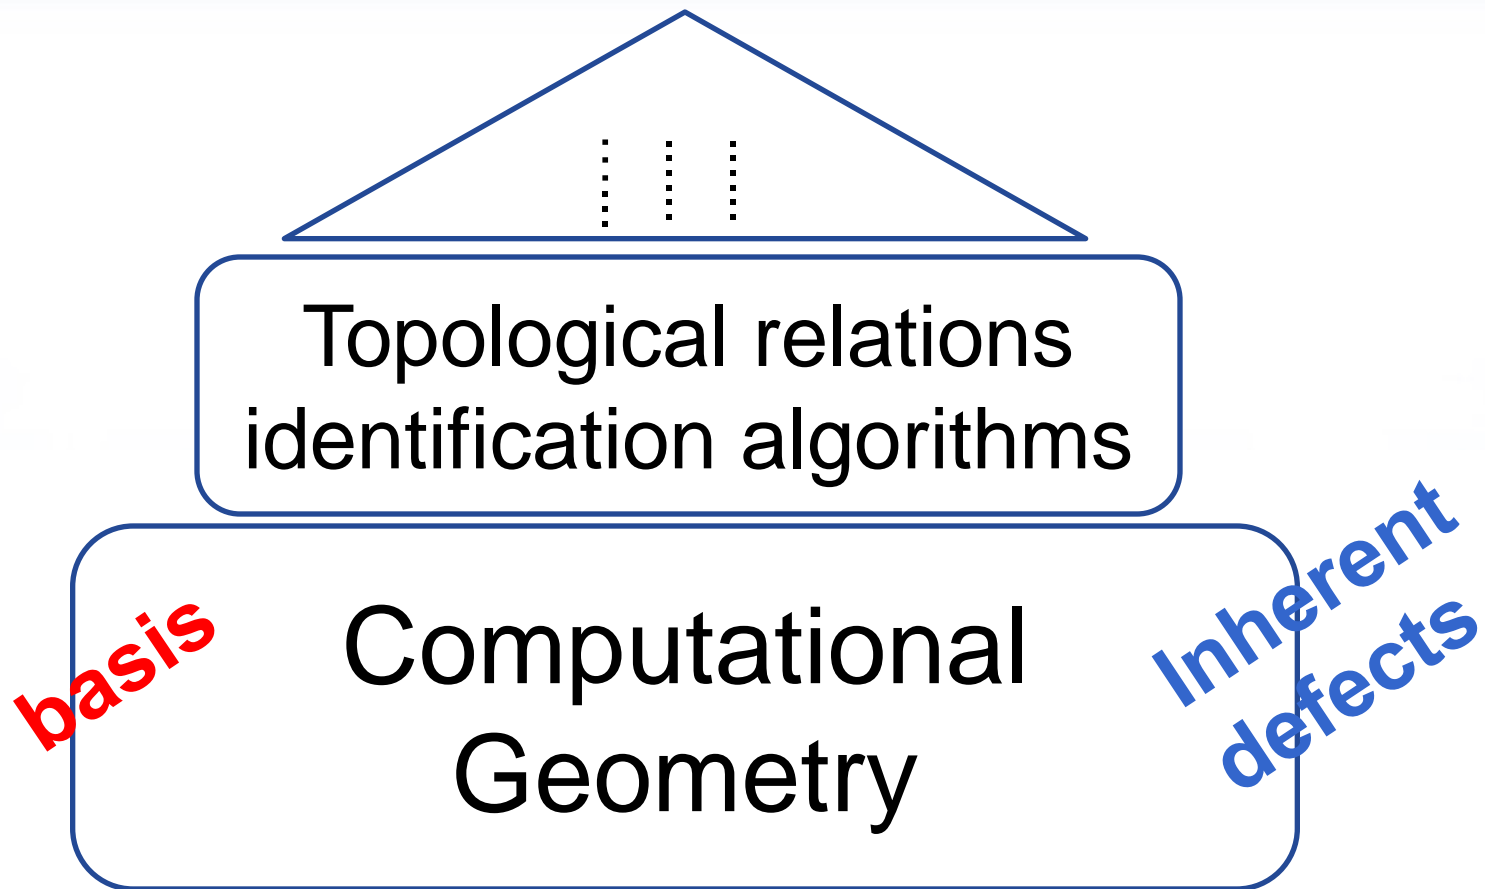 Topological relations
identification algorithms
basis
Computational
Geometry
Inherent
defects